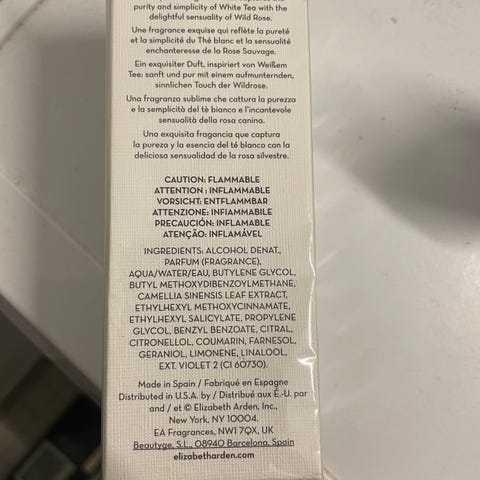 purity and simplicity of White Tea with the
delightful sensuality of Wild Rose.
Une fragrance exquise qui reflète la pureté
et la simplicité du Thé blanc et la sensualité
enchanteresse de la Rose Sauvage.
Ein exquisiter Duft, inspiriert von Weißem
Tee: sanft und pur mit einem aufmunternden,
sinnlichen Touch der Wildrose.
Una fragranza sublime che cattura la purezza
e la semplicità del tè bianco e l'incantevole
sensualità della rosa canina.
Una exquisita fragancia que captura
la pureza y la esencia del té blanco con la
deliciosa sensualidad de la rosa silvestre.
CAUTION: FLAMMABLE
ATTENTION : INFLAMMABLE
VORSICHT: ENTFLAMMBAR
ATTENZIONE: INFIAMMABILE
PRECAUCIÓN: INFLAMABLE
ATENÇÃO: INFLAMÁVEL
INGREDIENTS: ALCOHOL DENAT.,
PARFUM (FRAGRANCE),
AQUA/WATER/EAU, BUTYLENE GLYCOL,
BUTYL METHOXYDIBENZOYLMETHANE,
CAMELLIA SINENSIS LEAF EXTRACT,
ETHYLHEXYL METHOXYCINNAMATE,
ETHYLHEXYL SALICYLATE, PROPYLENE
GLYCOL, BENZYL BENZOATE, CITRAL,
CITRONELLOL, COUMARIN, FARNESOL,
GERANIOL, LIMONENE, LINALOOL,
EXT. VIOLET 2 (CI 60730).
Made in Spain / Fabriqué en Espagne
Distributed in U.S.A. by / Distribué aux É.-U. par
and / et © Elizabeth Arden, Inc.,
New York, NY 10004.
EA Fragrances, NW1 7QX, UK
Beautyge, S.L., 08940 Barcelona, Spain
elizabetharden.com